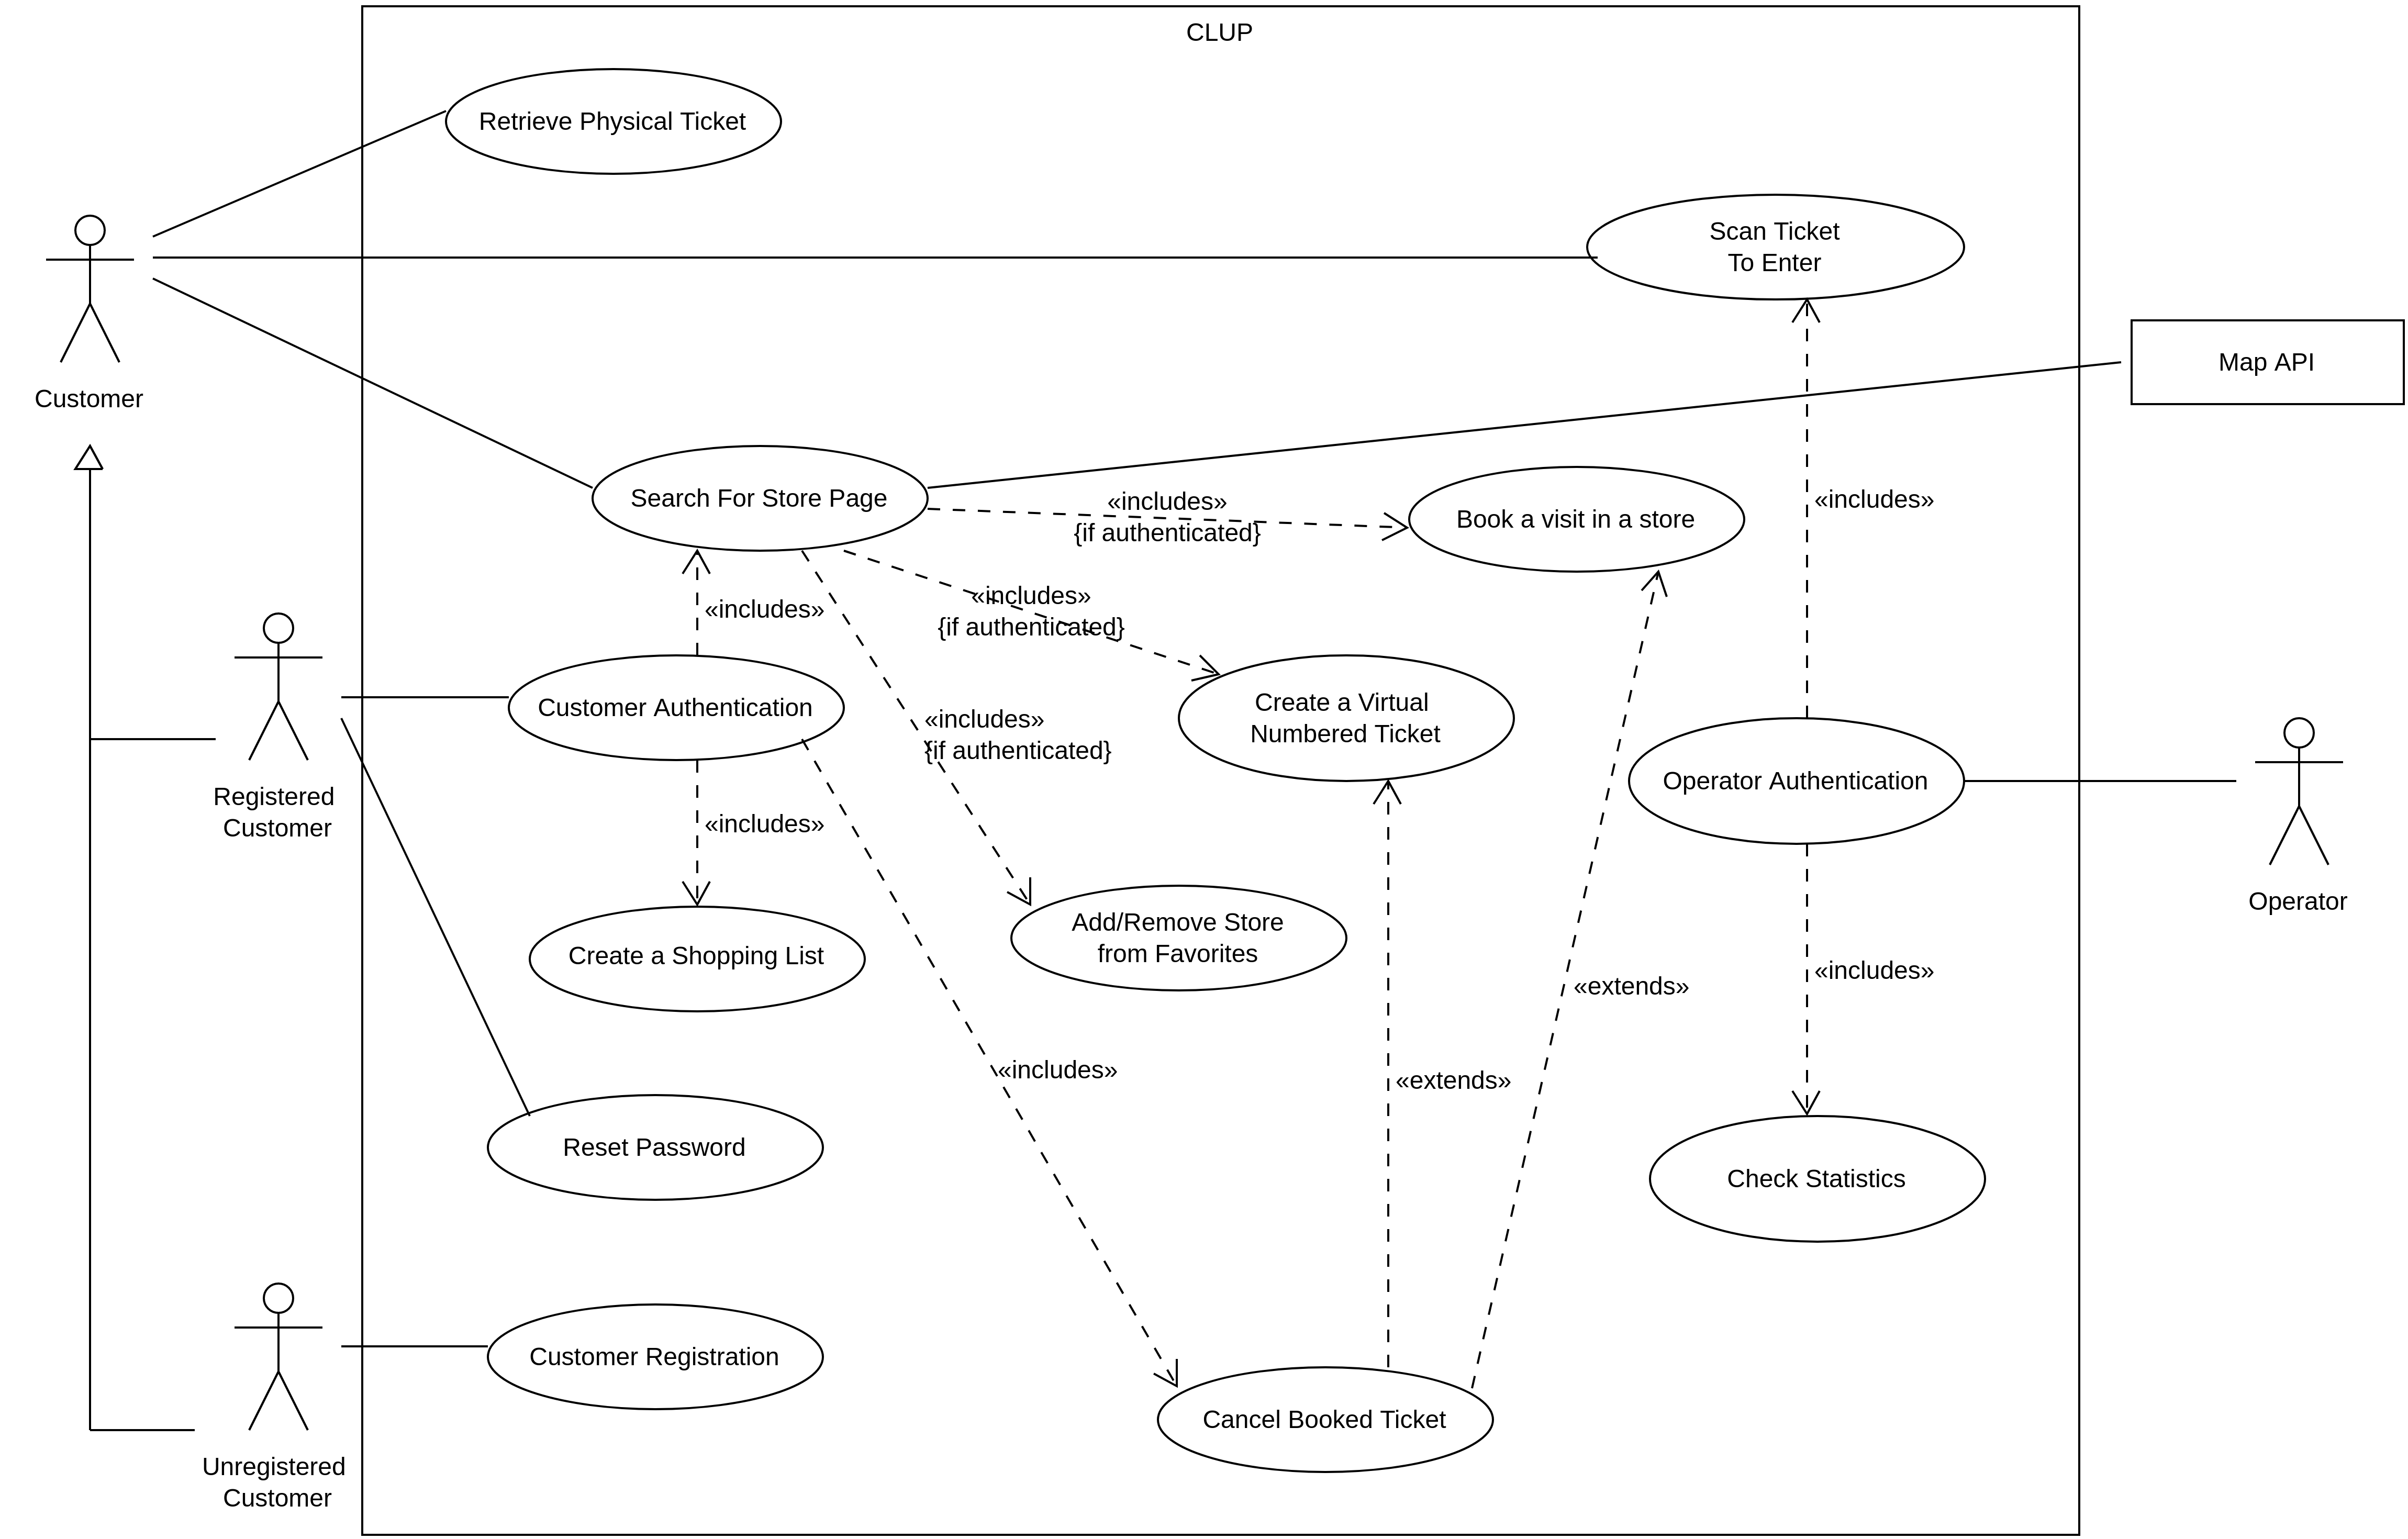 CLUP
Retrieve Physical Ticket
Scan Ticket
To Enter
Map API
Customer
Search For Store Page
«includes»
{if authenticated}
Book a visit in a store
«includes»
«includes»
{if authenticated}
«includes»
Customer Authentication
Create a Virtual
Numbered Ticket
«includes»
{if authenticated}
Operator Authentication
Registered
Customer
«includes»
Operator
Add/Remove Store
from Favorites
Create a Shopping List
«includes»
«extends»
«includes»
«extends»
Reset Password
Check Statistics
Customer Registration
Cancel Booked Ticket
Unregistered
Customer